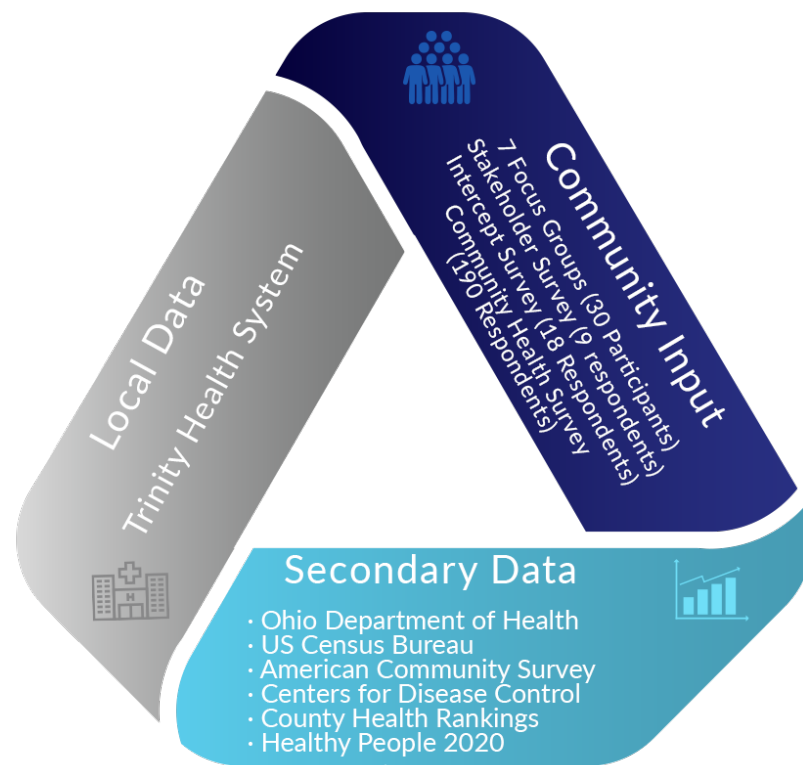 Community Input
7 Focus Groups (30 Participants)
Stakeholder Survey (9 respondents)
Intercept Survey (18 Respondents)
Community Health Survey
(190 Respondents)
Local Data
Trinity Health System
H
Secondary Data
· Ohio Department of Health
· US Census Bureau
· American Community Survey
· Centers for Disease Control
· County Health Rankings
· Healthy People 2020